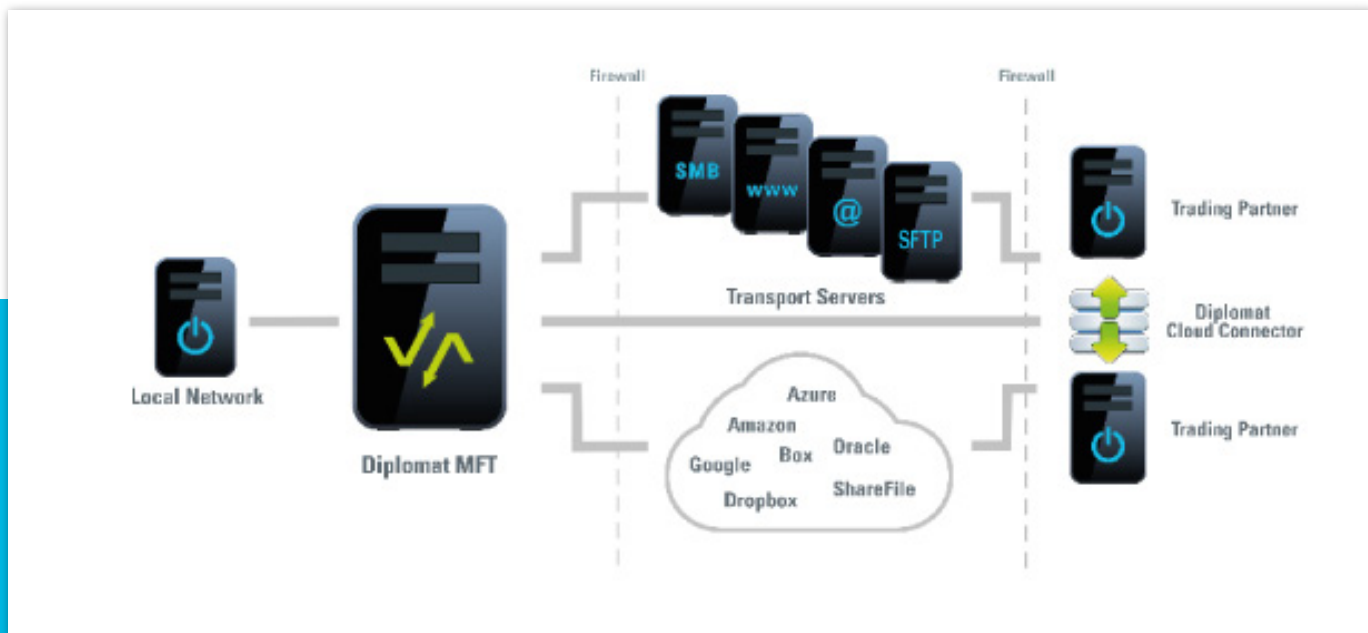 Firewall
Firewall
SMB
www
@
SFTP
Trading Partner
Transport Servers
Diplomat
Cloud Connector
Local Network
Diplomat MFT
Azure
Amazon
Google
Box
Oracle
Dropbox
ShareFile
Trading Partner